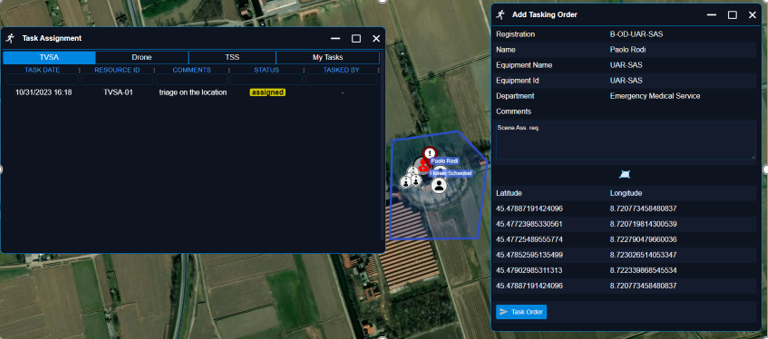 Task Assignment
TVSA Drone TSS My Tasks
TASK DATE RESOURCE ID COMMENTS STATUS TASKED BY
10/31/2023 16:18 TVSA-01 triage on the location assigned -
Paolo Rodi
Add Tasking Order
Registration B-OD-UAR-SAS
Name Paolo Rodi
Equipment Name UAR-SAS
Equipment Id UAR-SAS
Department Emergency Medical Service
Comments
Scene Ass. req.
Latitude Longitude
45.47887191424096 8.720773458480837
45.47723985330561 8.720719814300539
45.47725489555774 8.722790479660036
45.47852595135499 8.723026514053347
45.47902985311313 8.722339868545534
45.47887191424096 8.720773458480837
Task Order